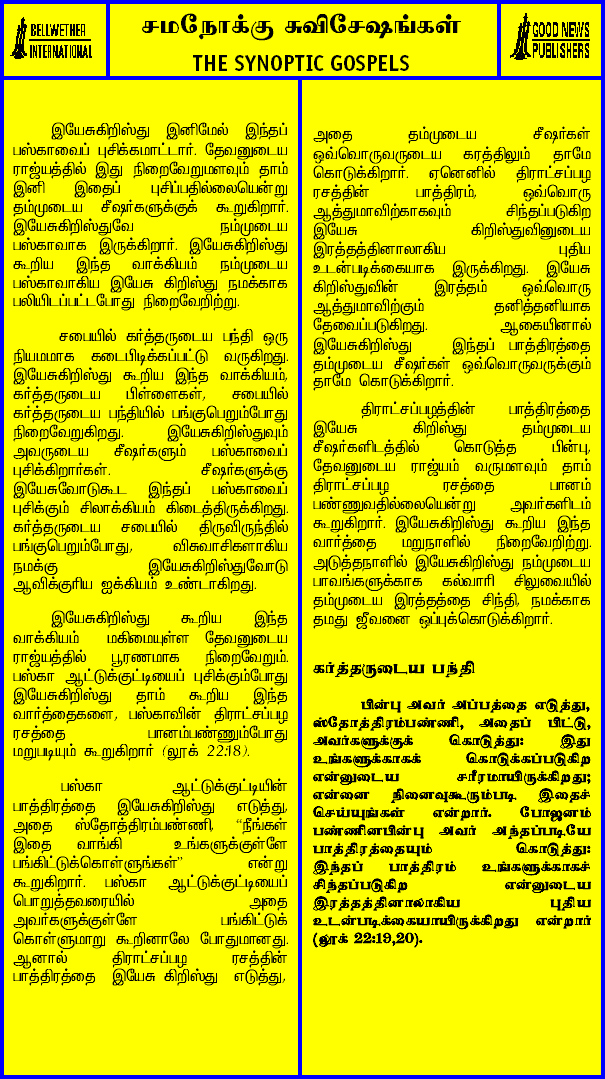 BELLWETHER
INTERNATIONAL
சமநோக்கு சுவிசேஷங்கள்
THE SYNOPTIC GOSPELS
GOOD NEWS
PUBLISHERS
இயேசுகிறிஸ்து இனிமேல் இந்தப்
பஸ்காவைப் புசிக்கமாட்டார். தேவனுடைய
ராஜ்யத்தில் இது நிறைவேறுமளவும் தாம்
இனி இதைப் புசிப்பதில்லையென்று
தம்முடைய சீஷர்களுக்குக் கூறுகிறார்.
இயேசுகிறிஸ்துவே நம்முடைய
பஸ்காவாக இருக்கிறார். இயேசுகிறிஸ்து
கூறிய இந்த வாக்கியம் நம்முடைய
பஸ்காவாகிய இயேசு கிறிஸ்து நமக்காக
பலியிடப்பட்டபோது நிறைவேறிற்று.
சபையில் கர்த்தருடைய பந்தி ஒரு
நியமமாக கடைபிடிக்கப்பட்டு வருகிறது.
இயேசுகிறிஸ்து கூறிய இந்த வாக்கியம்,
கர்த்தருடைய பிள்ளைகள், சபையில்
கர்த்தருடைய பந்தியில் பங்குபெறும்போது
நிறைவேறுகிறது. இயேசுகிறிஸ்துவும்
அவருடைய சீஷர்களும் பஸ்காவைப்
புசிக்கிறார்கள். சீஷர்களுக்கு
இயேசுவோடுகூட இந்தப் பஸ்காவைப்
புசிக்கும் சிலாக்கியம் கிடைத்திருக்கிறது.
கர்த்தருடைய சபையில் திருவிருந்தில்
பங்குபெறும்போது, விசுவாசிகளாகிய
நமக்கு இயேசுகிறிஸ்துவோடு
ஆவிக்குரிய ஐக்கியம் உண்டாகிறது.
இயேசுகிறிஸ்து கூறிய இந்த
வாக்கியம் மகிமையுள்ள தேவனுடைய
ராஜ்யத்தில் பூரணமாக நிறைவேறும்.
பஸ்கா ஆட்டுக்குட்டியைப் புசிக்கும்போது
இயேசுகிறிஸ்து தாம் கூறிய இந்த
வார்த்தைகளை, பஸ்காவின் திராட்சப்பழ
ரசத்தை பானம்பண்ணும்போது
மறுபடியும் கூறுகிறார் (லூக் 22:18).
பஸ்கா ஆட்டுக்குட்டியின்
பாத்திரத்தை இயேசுகிறிஸ்து எடுத்து,
அதை ஸ்தோத்திரம்பண்ணி, "நீங்கள்
இதை வாங்கி உங்களுக்குள்ளே
பங்கிட்டுக்கொள்ளுங்கள்" என்று
கூறுகிறார். பஸ்கா ஆட்டுக்குட்டியைப்
பொறுத்தவரையில் அதை
அவர்களுக்குள்ளே பங்கிட்டுக்
கொள்ளுமாறு கூறினாலே போதுமானது.
ஆனால் திராட்சப்பழ ரசத்தின்
பாத்திரத்தை இயேசு கிறிஸ்து எடுத்து,
அதை தம்முடைய சீஷர்கள்
ஒவ்வொருவருடைய கரத்திலும் தாமே
கொடுக்கிறார். ஏனெனில் திராட்சப்பழ
ரசத்தின் பாத்திரம், ஒவ்வொரு
ஆத்துமாவிற்காகவும் சிந்தப்படுகிற
இயேசு கிறிஸ்துவினுடைய
இரத்தத்தினாலாகிய புதிய
உடன்படிக்கையாக இருக்கிறது. இயேசு
கிறிஸ்துவின் இரத்தம் ஒவ்வொரு
ஆத்துமாவிற்கும் தனித்தனியாக
தேவைப்படுகிறது. ஆகையினால்
இயேசுகிறிஸ்து இந்தப் பாத்திரத்தை
தம்முடைய சீஷர்கள் ஒவ்வொருவருக்கும்
தாமே கொடுக்கிறார்.
திராட்சப்பழத்தின் பாத்திரத்தை
இயேசு கிறிஸ்து தம்முடைய
சீஷர்களிடத்தில் கொடுத்த பின்பு,
தேவனுடைய ராஜ்யம் வருமளவும் தாம்
திராட்சப்பழ ரசத்தை பானம்
பண்ணுவதில்லையென்று அவர்களிடம்
கூறுகிறார். இயேசுகிறிஸ்து கூறிய இந்த
வார்த்தை மறுநாளில் நிறைவேறிற்று.
அடுத்தநாளில் இயேசுகிறிஸ்து நம்முடைய
பாவங்களுக்காக கல்வாரி சிலுவையில்
தம்முடைய இரத்தத்தை சிந்தி, நமக்காக
தமது ஜீவனை ஒப்புக்கொடுக்கிறார்.
கர்த்தருடைய பந்தி
பின்பு அவர் அப்பத்தை எடுத்து,
ஸ்தோத்திரம்பண்ணி, அதைப் பிட்டு,
அவர்களுக்குக் கொடுத்து: இது
உங்களுக்காகக் கொடுக்கப்படுகிற
என்னுடைய சரீரமாயிருக்கிறது;
என்னை நினைவுகூரும்படி இதைச்
செய்யுங்கள் என்றார். போஜனம்
பண்ணினபின்பு அவர் அந்தப்படியே
பாத்திரத்தையும் கொடுத்து:
இந்தப் பாத்திரம் உங்களுக்காகச்
சிந்தப்படுகிற என்னுடைய
இரத்தத்தினாலாகிய புதிய
உடன்படிக்கையாயிருக்கிறது என்றார்
(லூக் 22:19,20).